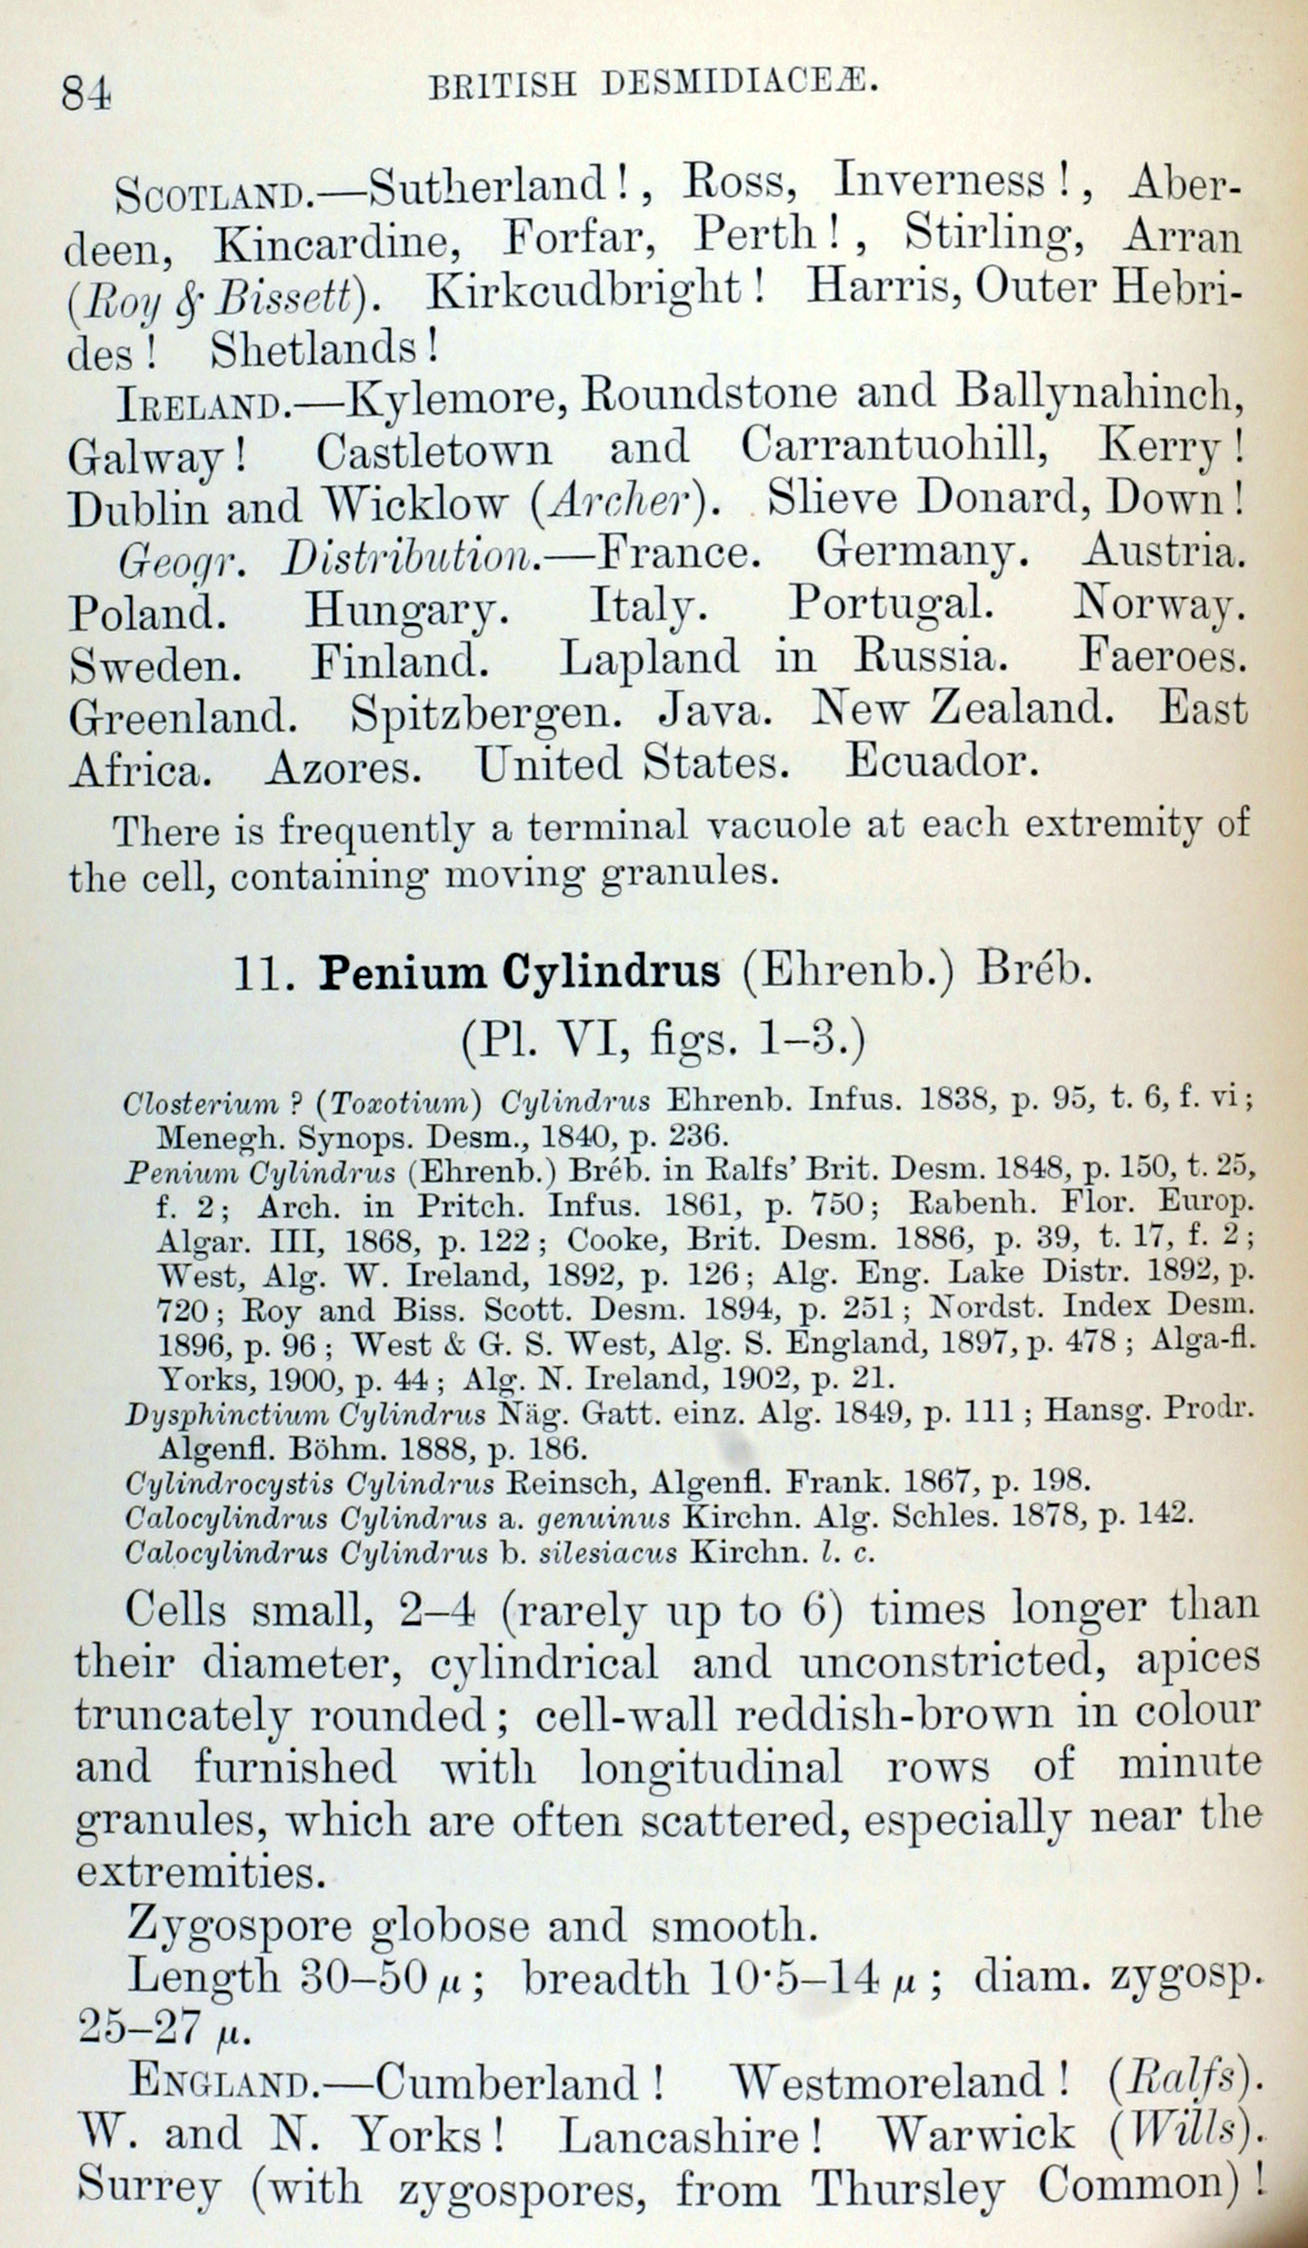 84
BRITISH DESMIDIACEÆ.
SCOTLAND.—Sutherland!, Ross, Inverness!, Aber-
deen, Kincardine, Forfar, Perth!, Stirling, Arran
(Roy & Bissett). Kirkcudbright! Harris, Outer Hebri-
des! Shetlands!
IRELAND.—Kylemore, Roundstone and Ballynahinch,
Galway! Castletown and Carrantuohill, Kerry!
Dublin and Wicklow (Archer). Slieve Donard, Down!
Geogr. Distribution.—France. Germany. Austria.
Poland. Hungary. Italy. Portugal. Norway.
Sweden. Finland. Lapland in Russia. Faeroes.
Greenland. Spitzbergen. Java. New Zealand. East
Africa. Azores. United States. Ecuador.
There is frequently a terminal vacuole at each extremity of
the cell, containing moving granules.
11. Penium Cylindrus (Ehrenb.) Bréb.
(Pl. VI, figs. 1–3.)
Closterium ? (Toxotium) Cylindrus Ehrenb. Infus. 1838, p. 95, t. 6, f. vi;
Menegh. Synops. Desm., 1840, p. 236.
Penium Cylindrus (Ehrenb.) Bréb. in Ralfs' Brit. Desm. 1848, p. 150, t. 25,
f. 2; Arch. in Pritch. Infus. 1861, p. 750; Rabenh. Flor. Europ.
Algar. III, 1868, p. 122; Cooke, Brit. Desm. 1886, p. 39, t. 17, f. 2;
West, Alg. W. Ireland, 1892, p. 126; Alg. Eng. Lake Distr. 1892, p.
720; Roy and Biss. Scott. Desm. 1894, p. 251; Nordst. Index Desm.
1896, p. 96; West & G. S. West, Alg. S. England, 1897, p. 478; Alga-fl.
Yorks, 1900, p. 44; Alg. N. Ireland, 1902, p. 21.
Dysphinctium Cylindrus Näg. Gatt. einz. Alg. 1849, p. 111; Hansg. Prodr.
Algenfl. Böhm. 1888, p. 186.
Cylindrocystis Cylindrus Reinsch, Algenfl. Frank. 1867, p. 198.
Calocylindrus Cylindrus a. genuinus Kirchn. Alg. Schles. 1878, p. 142.
Calocylindrus Cylindrus b. silesiacus Kirchn. l. c.
Cells small, 2–4 (rarely up to 6) times longer than
their diameter, cylindrical and unconstricted, apices
truncately rounded; cell-wall reddish-brown in colour
and furnished with longitudinal rows of minute
granules, which are often scattered, especially near the
extremities.
Zygospore globose and smooth.
Length 30–50 μ; breadth 10·5–14 μ; diam. zygosp.
25–27 μ.
ENGLAND.—Cumberland! Westmoreland! (Ralfs).
W. and N. Yorks! Lancashire! Warwick (Wills).
Surrey (with zygospores, from Thursley Common)!